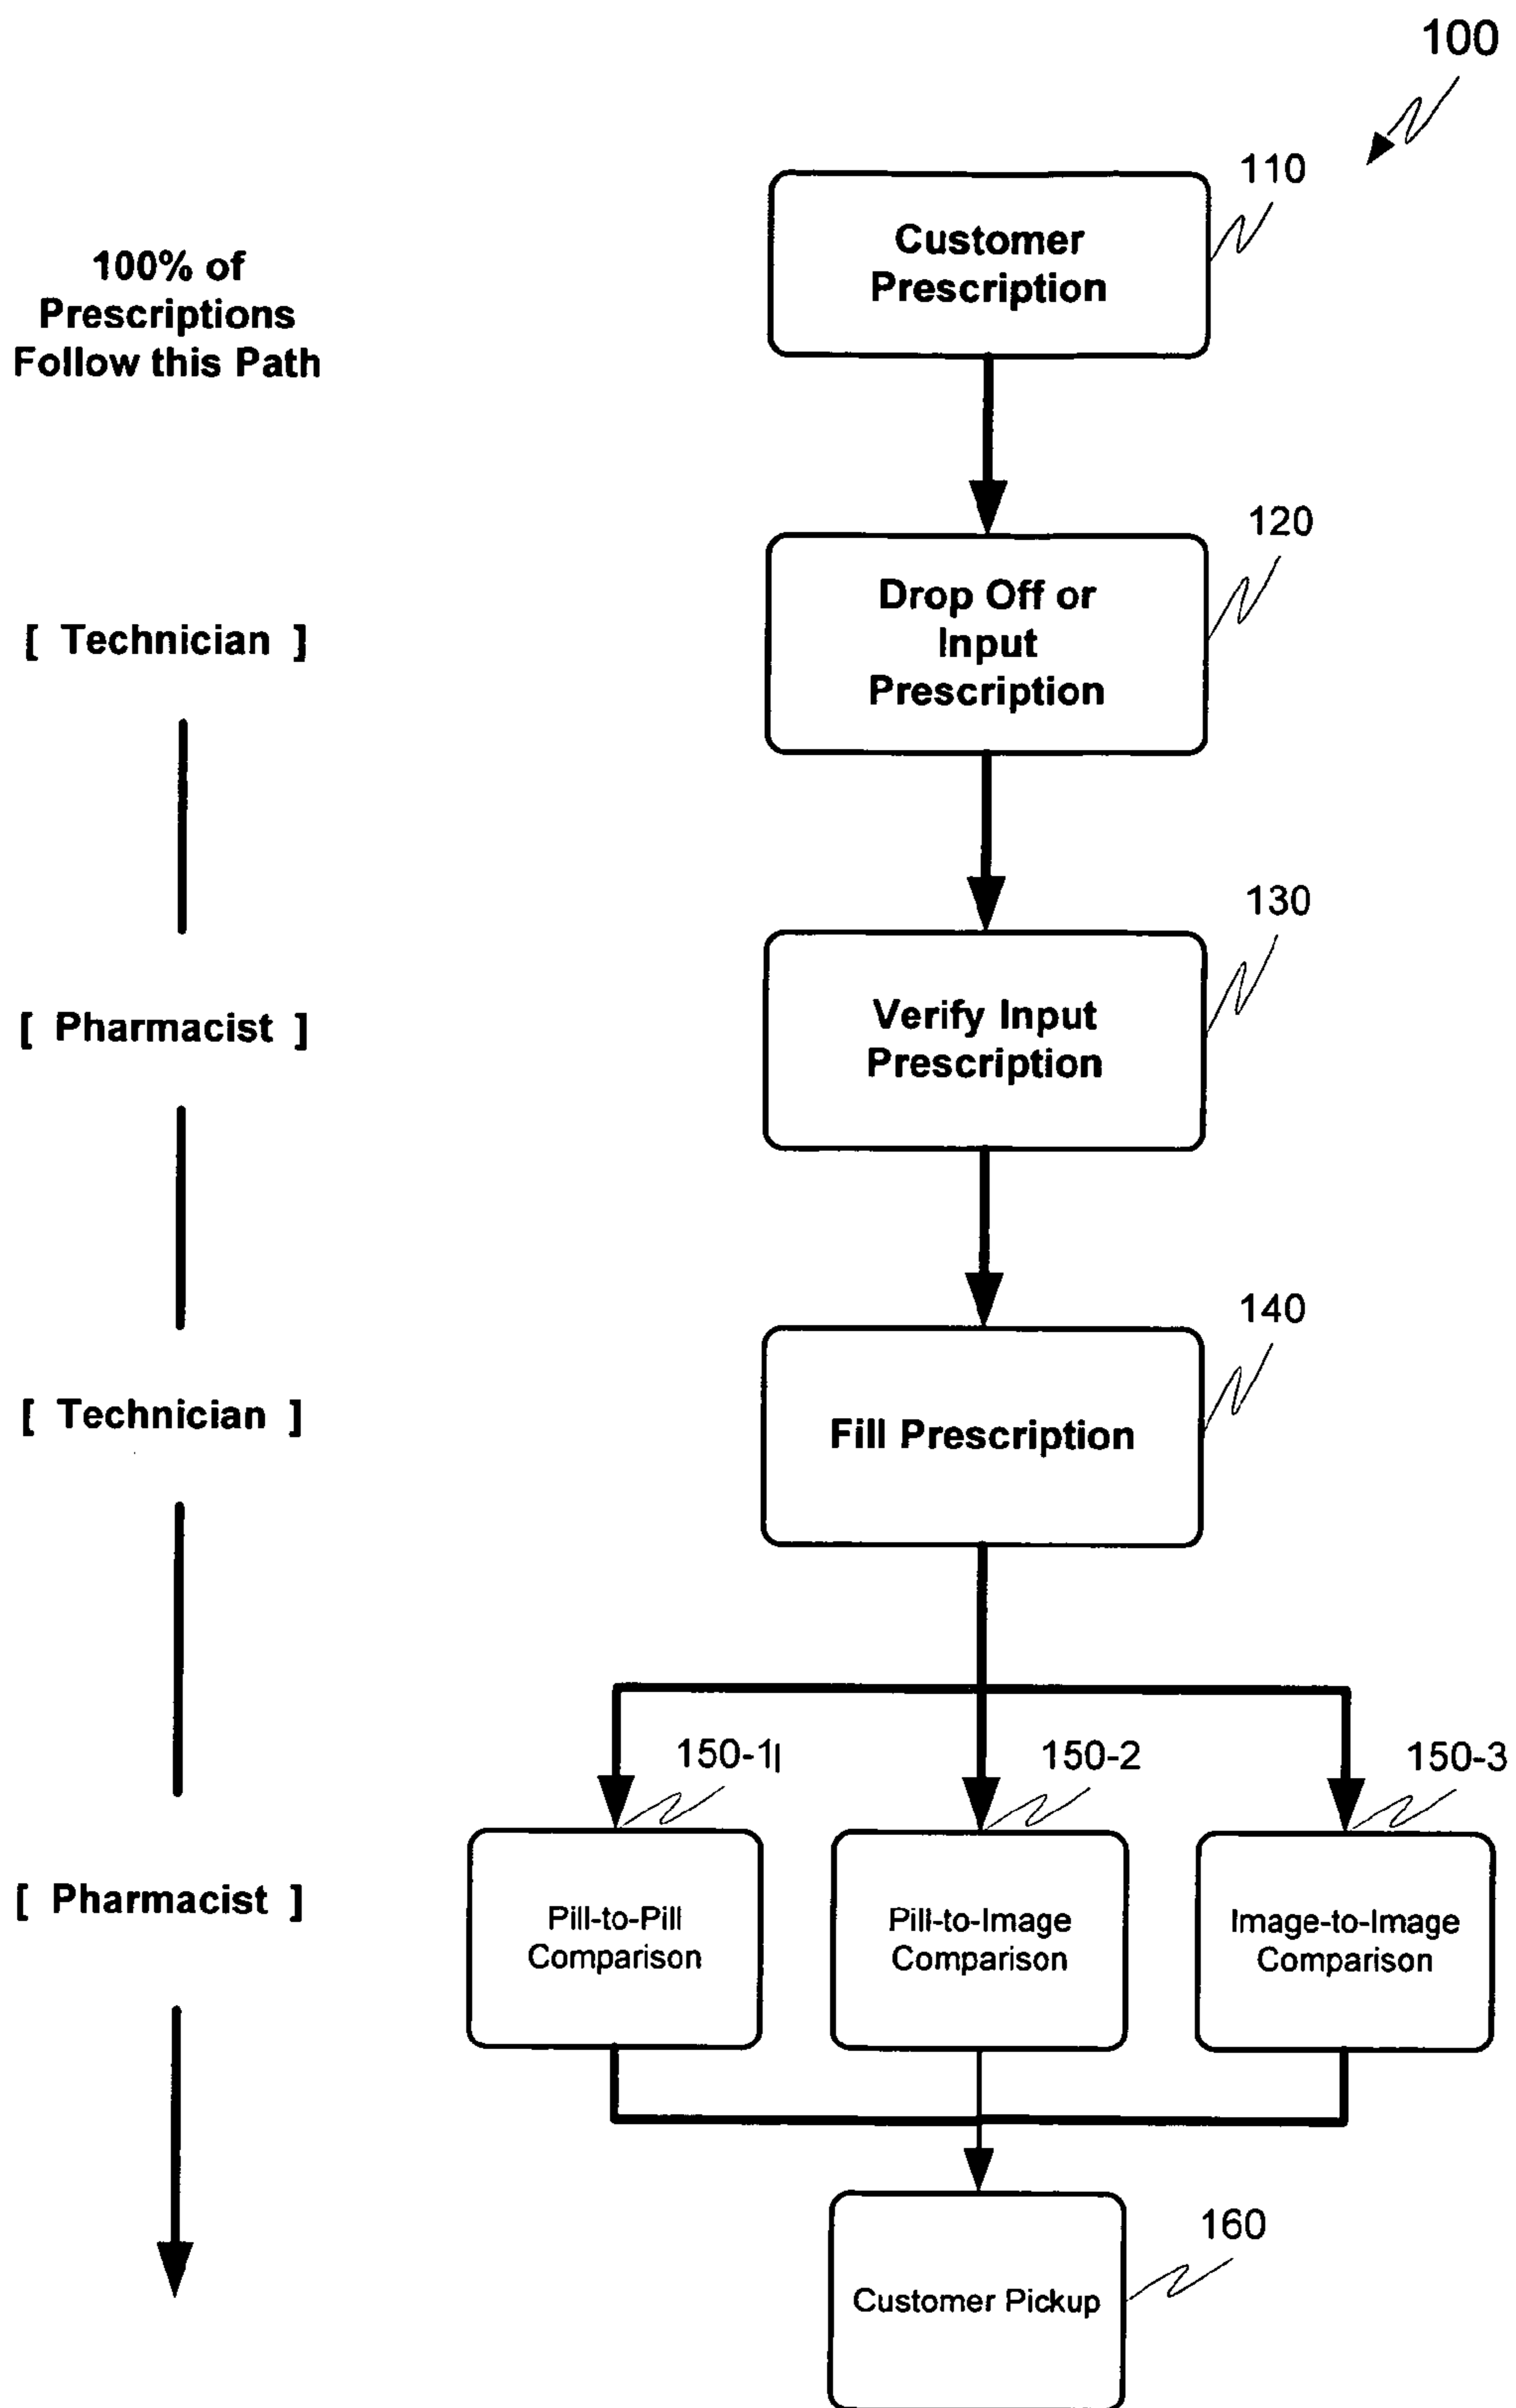 100
110
Customer
Prescription
100% of
Prescriptions
Follow this Path
120
Drop Off or
Input
Prescription
[ Technician ]
130
Verify Input
Prescription
[ Pharmacist ]
140
Fill Prescription
[ Technician ]
150-1
150-2
150-3
[ Pharmacist ]
Pill-to-Pill
Comparison
Pill-to-Image
Comparison
Image-to-Image
Comparison
160
Customer Pickup